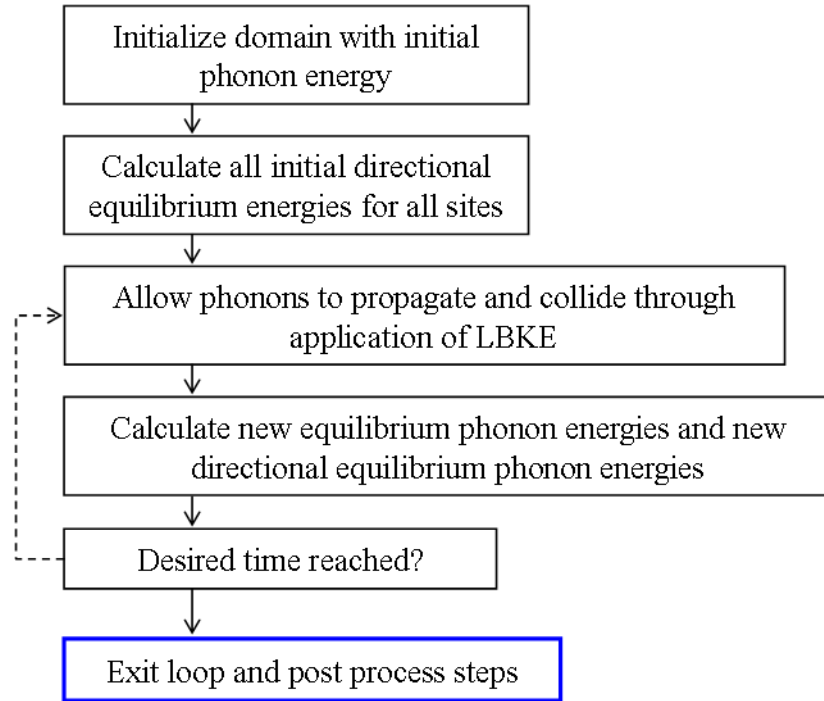 Initialize domain with initial
phonon energy
Calculate all initial directional
equilibrium energies for all sites
Allow phonons to propagate and collide through
application of LBKE
Calculate new equilibrium phonon energies and new
directional equilibrium phonon energies
Desired time reached?
Exit loop and post process steps